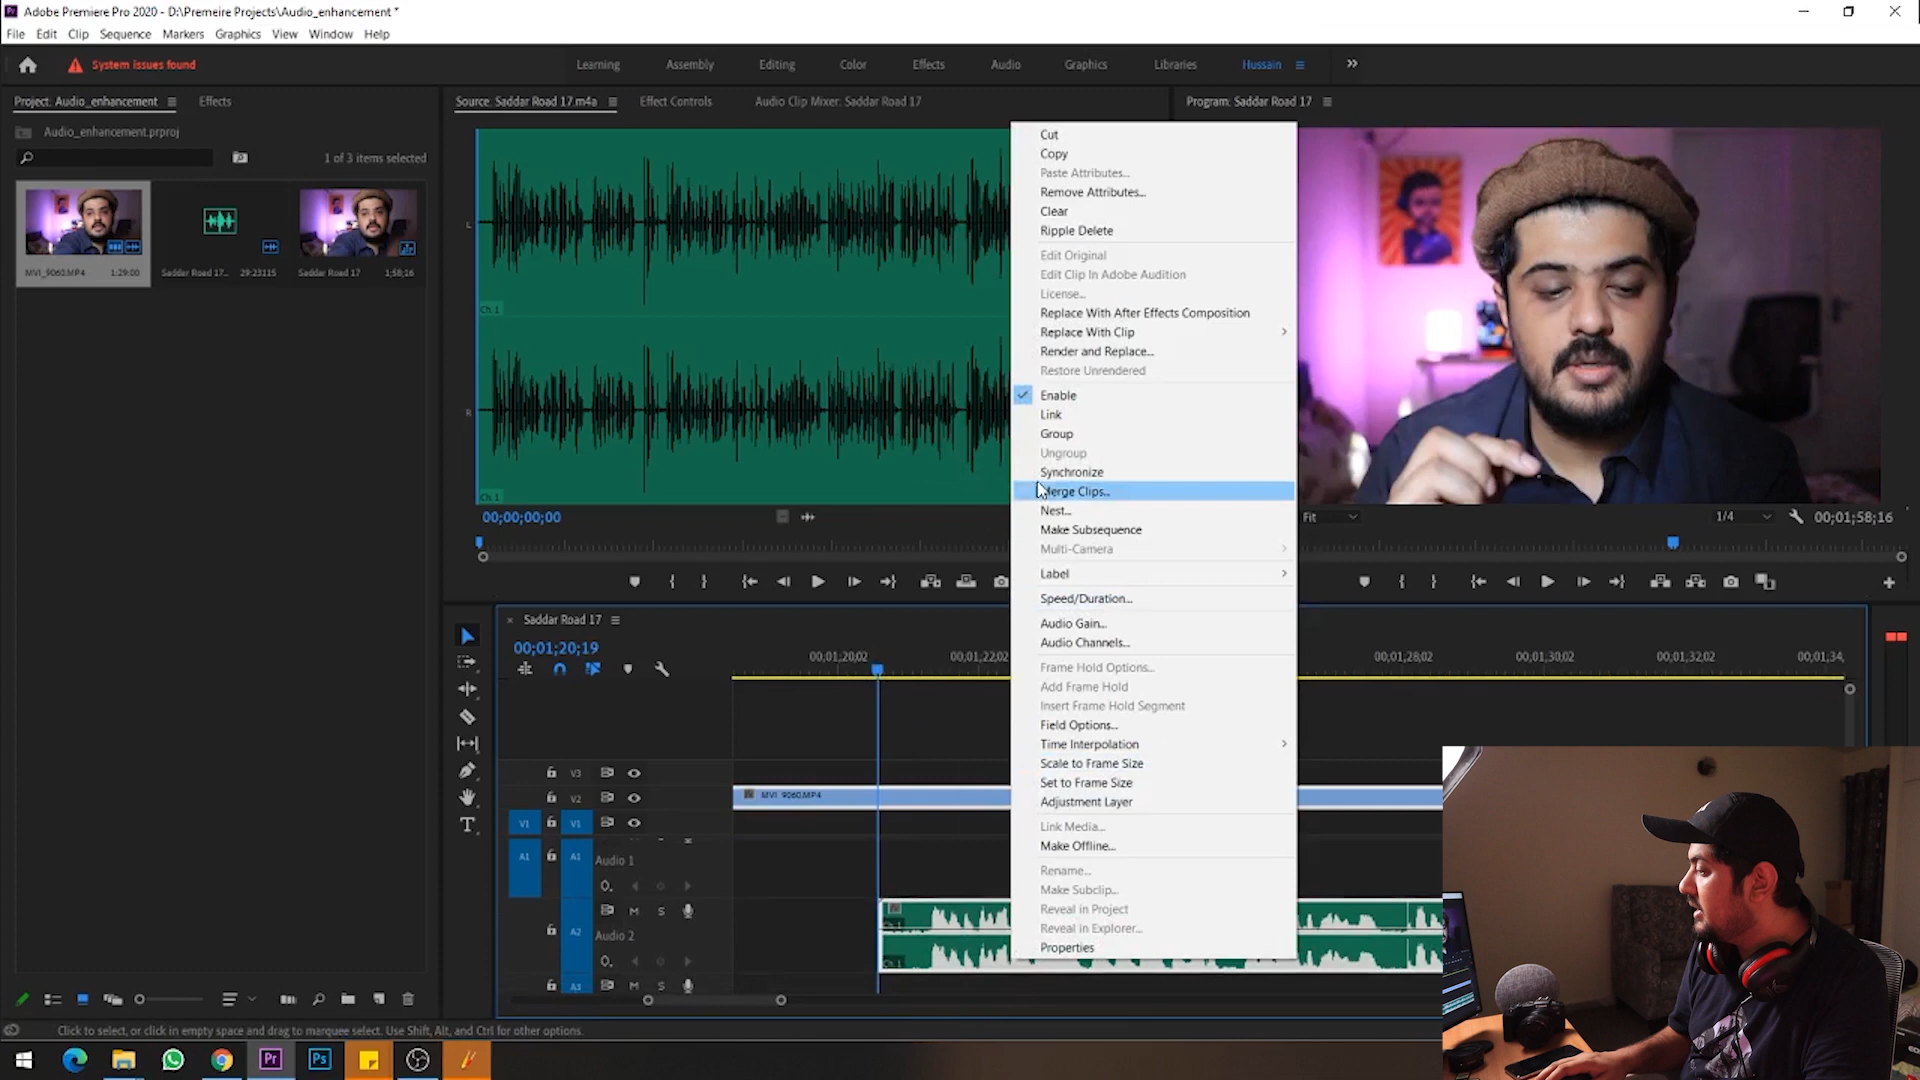 Adobe Premiere Pro 2020 - D:\Premeire Projects\Audio_enhancement *
File Edit Clip Sequence Markers Graphics View Window Help
System issues found
Learning Assembly Editing Color Effects Audio Graphics Libraries Hussain
Project: Audio_enhancement Effects
Source: Saddar Road 17.m4a Effect Controls Audio Clip Mixer: Saddar Road 17
Program: Saddar Road 17
Audio_enhancement.prproj
1 of 3 items selected
MVI_9060.MP4 1:29:00
Saddar Road 17... 29:23115
Saddar Road 17 1;58;16
L
Ch. 1
R
Ch. 1
00;00;00;00
Cut
Copy
Paste Attributes...
Remove Attributes...
Clear
Ripple Delete
Edit Original
Edit Clip In Adobe Audition
License...
Replace With After Effects Composition
Replace With Clip
Render and Replace...
Restore Unrendered
Enable
Link
Group
Ungroup
Synchronize
Merge Clips...
Nest...
Make Subsequence
Multi-Camera
Label
Speed/Duration...
Audio Gain...
Audio Channels...
Frame Hold Options...
Add Frame Hold
Insert Frame Hold Segment
Field Options...
Time Interpolation
Scale to Frame Size
Set to Frame Size
Adjustment Layer
Link Media...
Make Offline...
Rename...
Make Subclip...
Reveal in Project
Reveal in Explorer...
Properties
Fit 1/4 00;01;58;16
Saddar Road 17
00;01;20;19
00;01;20;02 00;01;22;02 00;01;28;02 00;01;30;02 00;01;32;02 00;01;34,
V3
V2 MVI_9060.MP4
V1 V1
A1 A1 Audio 1
M S
A2 Audio 2
Ch. 1
A3 M S
Click to select, or click in empty space and drag to marquee select. Use Shift, Alt, and Ctrl for other options.
Pr Ps